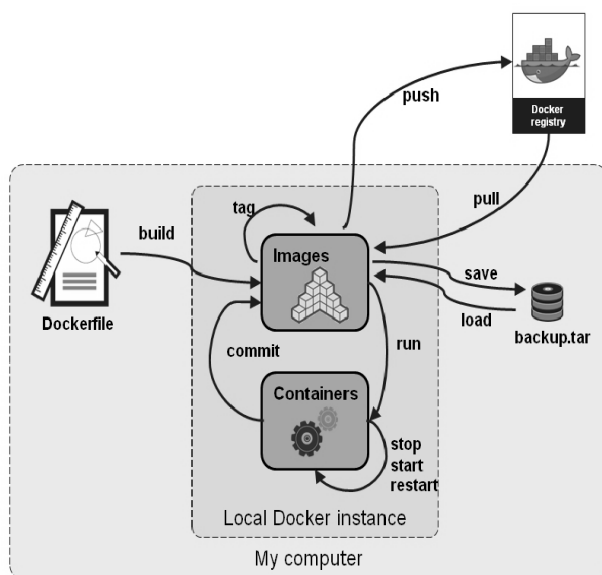 Docker
registry
push
pull
tag
build
Images
save
load
Dockerfile
backup.tar
commit
run
Containers
stop
start
restart
Local Docker instance
My computer